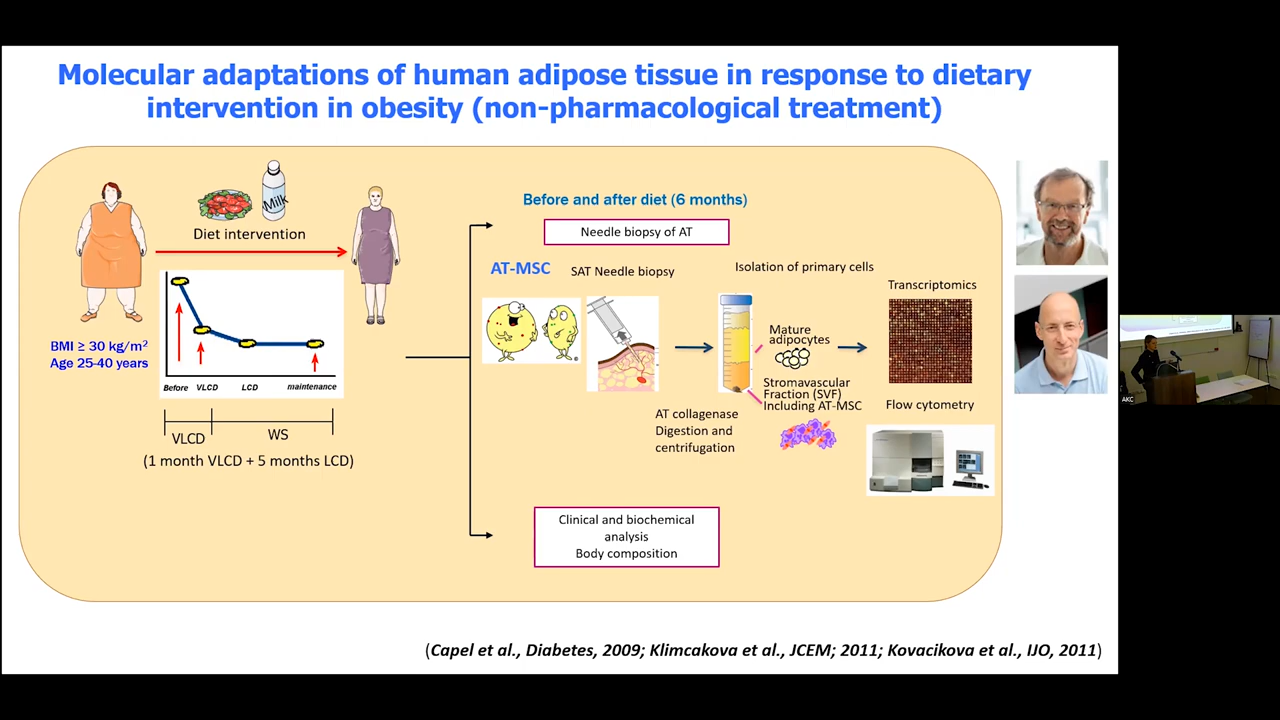 Molecular adaptations of human adipose tissue in response to dietary
intervention in obesity (non-pharmacological treatment)
Milk
Diet intervention
BMI ≥ 30 kg/m²
Age 25-40 years
Before
VLCD
LCD
maintenance
VLCD
WS
(1 month VLCD + 5 months LCD)
Before and after diet (6 months)
Needle biopsy of AT
AT-MSC
SAT Needle biopsy
Isolation of primary cells
Transcriptomics
Mature
adipocytes
Stromavascular
Fraction (SVF)
Including AT-MSC
AT collagenase
Digestion and
centrifugation
Flow cytometry
Clinical and biochemical
analysis
Body composition
(Capel et al., Diabetes, 2009; Klimcakova et al., JCEM; 2011; Kovacikova et al., IJO, 2011)
AKC